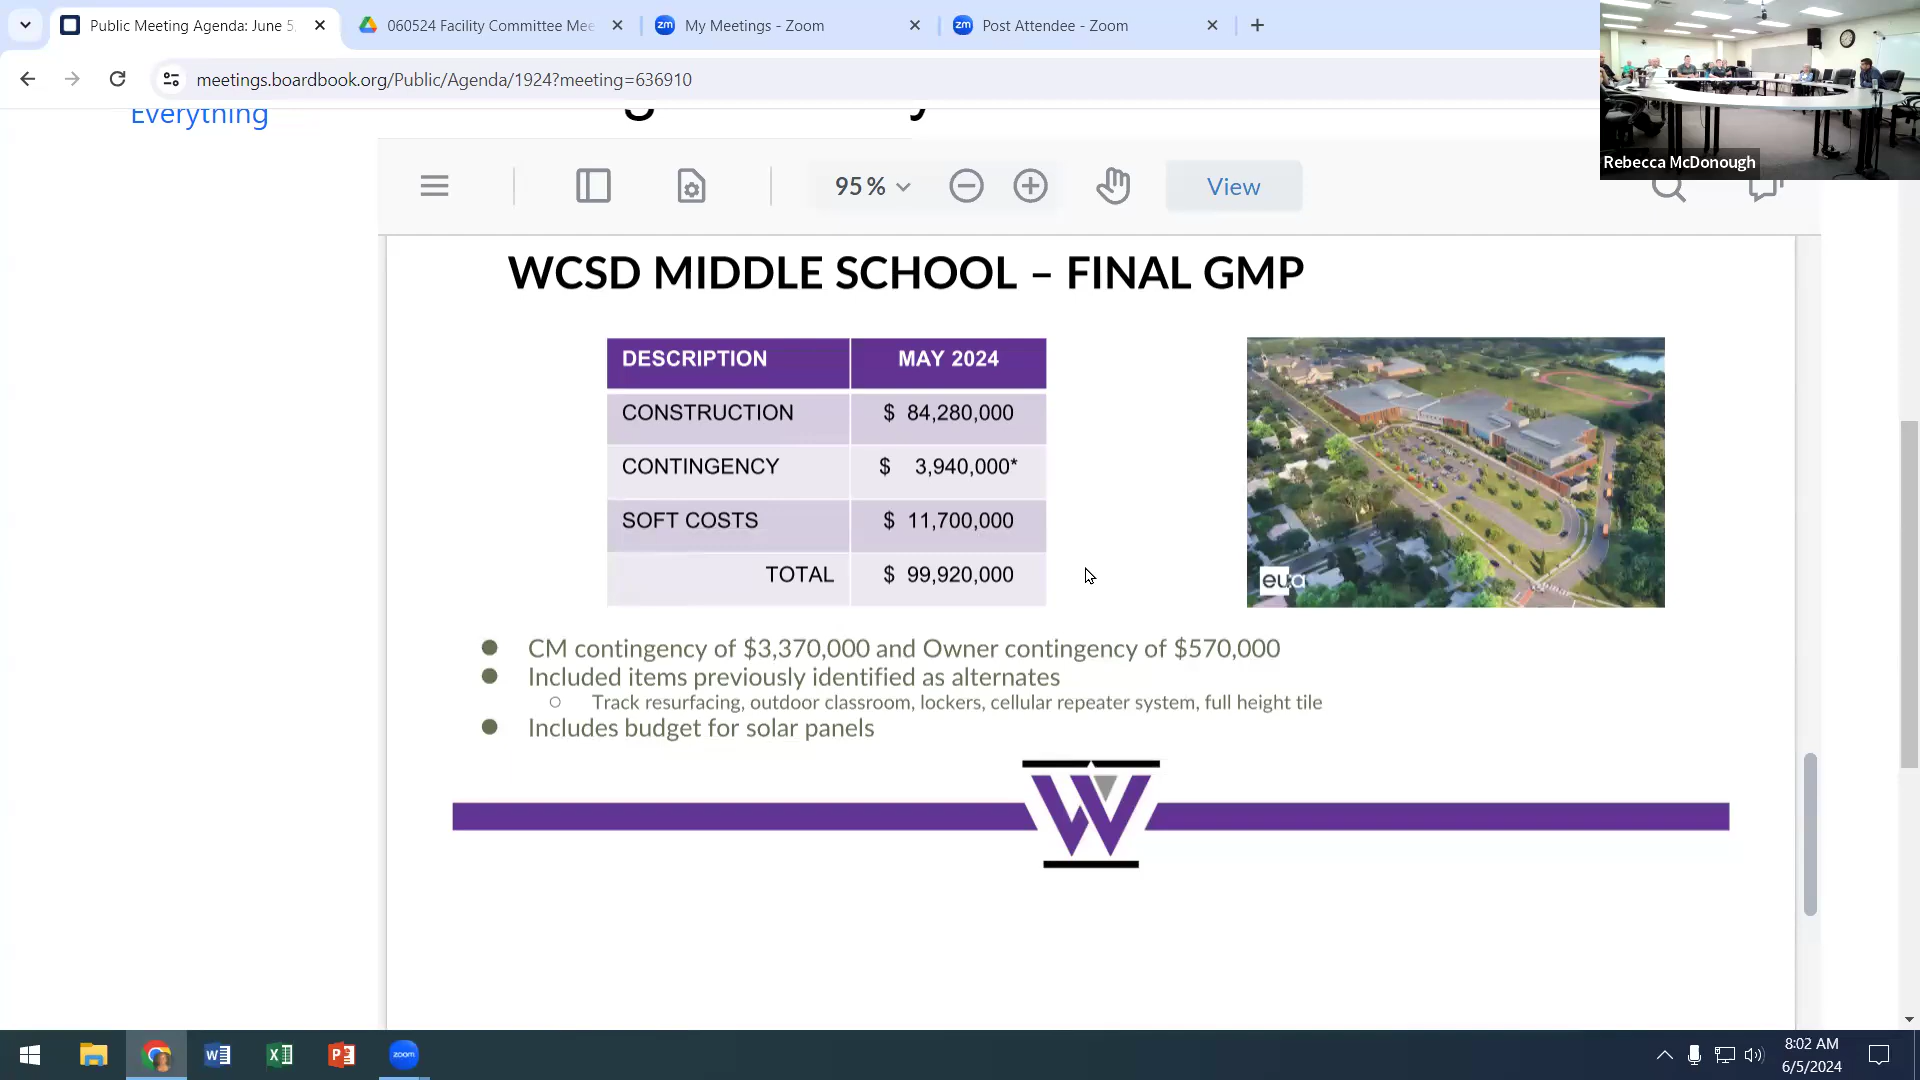 Public Meeting Agenda: June 5,
060524 Facility Committee Mee
zm
My Meetings - Zoom
zm
Post Attendee - Zoom
meetings.boardbook.org/Public/Agenda/1924?meeting=636910
Rebecca McDonough
Everything
95%
View
WCSD MIDDLE SCHOOL – FINAL GMP
DESCRIPTION MAY 2024
CONSTRUCTION $ 84,280,000
CONTINGENCY $ 3,940,000*
SOFT COSTS $ 11,700,000
TOTAL $ 99,920,000
eua
CM contingency of $3,370,000 and Owner contingency of $570,000
Included items previously identified as alternates
Track resurfacing, outdoor classroom, lockers, cellular repeater system, full height tile
Includes budget for solar panels
W
zoom
8:02 AM
6/5/2024